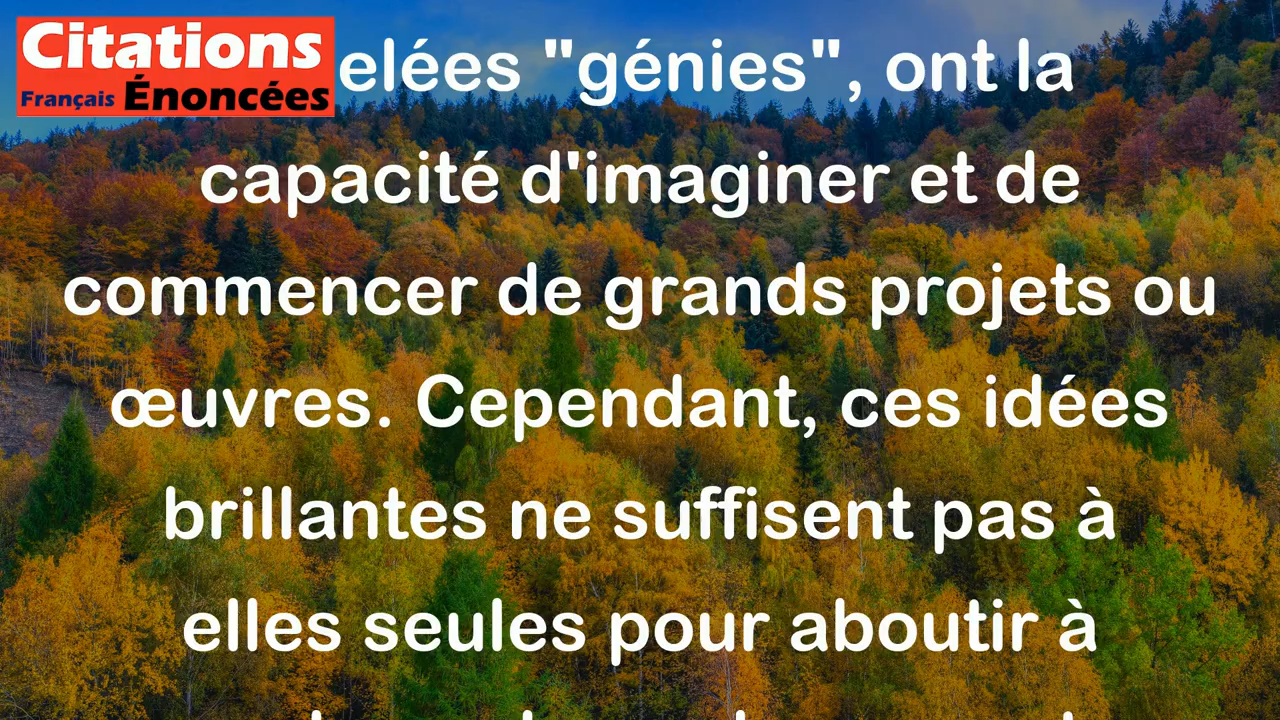 Citations
Français Énoncées
elées "génies", ont la
capacité d'imaginer et de
commencer de grands projets ou
œuvres. Cependant, ces idées
brillantes ne suffisent pas à
elles seules pour aboutir à